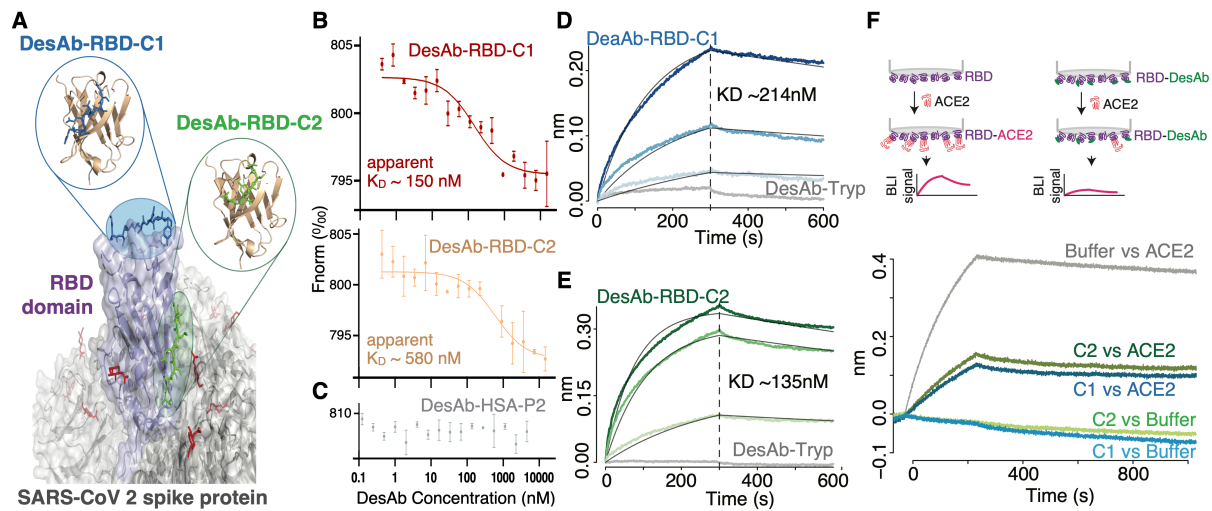 A
DesAb-RBD-C1
DesAb-RBD-C2
RBD
domain
SARS-CoV 2 spike protein
B
805
800
795
DesAb-RBD-C1
apparent
KD ~ 150 nM
Fnorm (‰)
805
800
795
DesAb-RBD-C2
apparent
KD ~ 580 nM
C
810
DesAb-HSA-P2
0.1 1 10 100 1000 10000
DesAb Concentration (nM)
D
DeaAb-RBD-C1
0.20
0.10
0.00
nm
KD ~214nM
DesAb-Tryp
0 200 400 600
Time (s)
E
DesAb-RBD-C2
0.30
0.15
0.00
nm
KD ~135nM
DesAb-Tryp
0 200 400 600
Time (s)
F
RBD
RBD-DesAb
ACE2
ACE2
RBD-ACE2
RBD-DesAb
BLI
signal
BLI
signal
0.4
0.2
0.0
−0.1
nm
Buffer vs ACE2
C2 vs ACE2
C1 vs ACE2
C2 vs Buffer
C1 vs Buffer
0 400 800
Time (s)